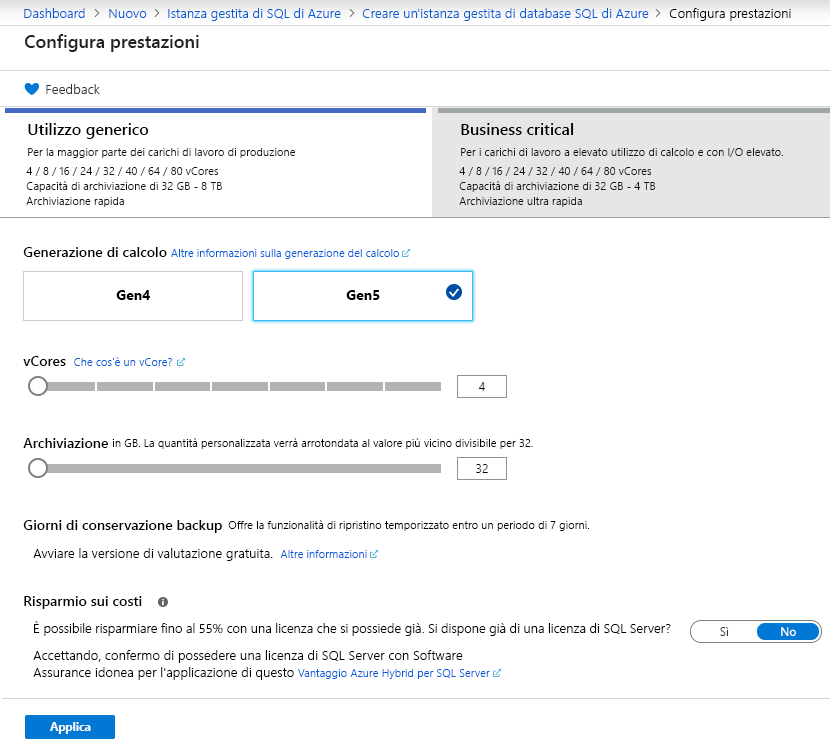 Dashboard > Nuovo > Istanza gestita di SQL di Azure > Creare un'istanza gestita di database SQL di Azure > Configura prestazioni
Configura prestazioni
Feedback
Utilizzo generico
Per la maggior parte dei carichi di lavoro di produzione
4 / 8 / 16 / 24 / 32 / 40 / 64 / 80 vCores
Capacità di archiviazione di 32 GB - 8 TB
Archiviazione rapida
Business critical
Per i carichi di lavoro a elevato utilizzo di calcolo e con I/O elevato.
4 / 8 / 16 / 24 / 32 / 40 / 64 / 80 vCores
Capacità di archiviazione di 32 GB - 4 TB
Archiviazione ultra rapida
Generazione di calcolo Altre informazioni sulla generazione del calcolo
Gen4
Gen5
vCores Che cos'è un vCore?
4
Archiviazione in GB. La quantità personalizzata verrà arrotondata al valore più vicino divisibile per 32.
32
Giorni di conservazione backup Offre la funzionalità di ripristino temporizzato entro un periodo di 7 giorni.
Avviare la versione di valutazione gratuita. Altre informazioni
Risparmio sui costi
È possibile risparmiare fino al 55% con una licenza che si possiede già. Si dispone già di una licenza di SQL Server?
Sì No
Accettando, confermo di possedere una licenza di SQL Server con Software
Assurance idonea per l'applicazione di questo Vantaggio Azure Hybrid per SQL Server
Applica